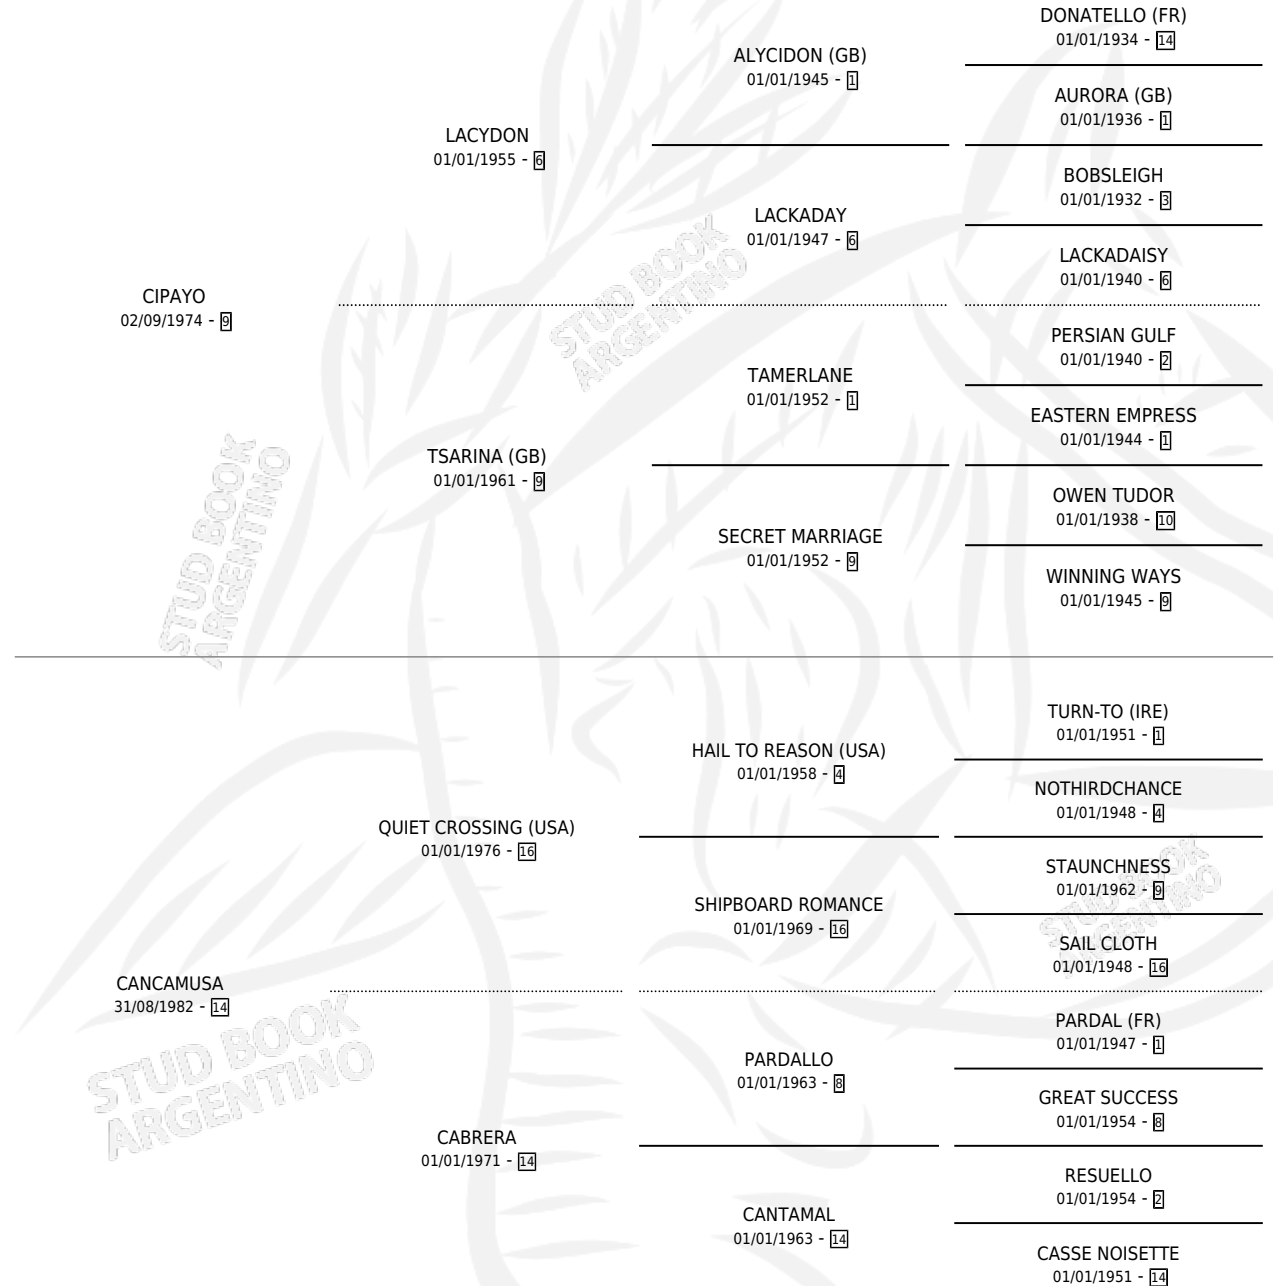 DONATELLO (FR)
01/01/1934 - 14
ALYCIDON (GB)
01/01/1945 - 1
AURORA (GB)
01/01/1936 - 1
LACYDON
01/01/1955 - 6
BOBSLEIGH
01/01/1932 - 3
LACKADAY
01/01/1947 - 6
LACKADAISY
01/01/1940 - 6
CIPAYO
02/09/1974 - 9
PERSIAN GULF
01/01/1940 - 2
TAMERLANE
01/01/1952 - 1
EASTERN EMPRESS
01/01/1944 - 1
TSARINA (GB)
01/01/1961 - 9
OWEN TUDOR
01/01/1938 - 10
SECRET MARRIAGE
01/01/1952 - 9
WINNING WAYS
01/01/1945 - 9
TURN-TO (IRE)
01/01/1951 - 1
HAIL TO REASON (USA)
01/01/1958 - 4
NOTHIRDCHANCE
01/01/1948 - 4
QUIET CROSSING (USA)
01/01/1976 - 16
STAUNCHNESS
01/01/1962 - 9
SHIPBOARD ROMANCE
01/01/1969 - 16
SAIL CLOTH
01/01/1948 - 16
CANCAMUSA
31/08/1982 - 14
PARDAL (FR)
01/01/1947 - 1
PARDALLO
01/01/1963 - 8
GREAT SUCCESS
01/01/1954 - 8
CABRERA
01/01/1971 - 14
RESUELLO
01/01/1954 - 2
CANTAMAL
01/01/1963 - 14
CASSE NOISETTE
01/01/1951 - 14
STUD BOOK
ARGENTINO
STUD BOOK
ARGENTINO
STUD BOOK
ARGENTINO
STUD BOOK
ARGENTINO